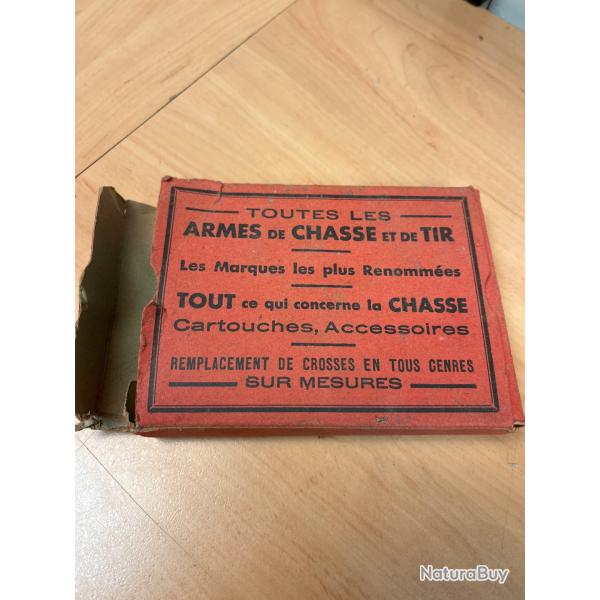 TOUTES LES
ARMES DE CHASSE ET DE TIR
Les Marques les plus Renommées
TOUT ce qui concerne la CHASSE
Cartouches, Accessoires
REMPLACEMENT DE CROSSES EN TOUS GENRES
SUR MESURES
NaturaBuy